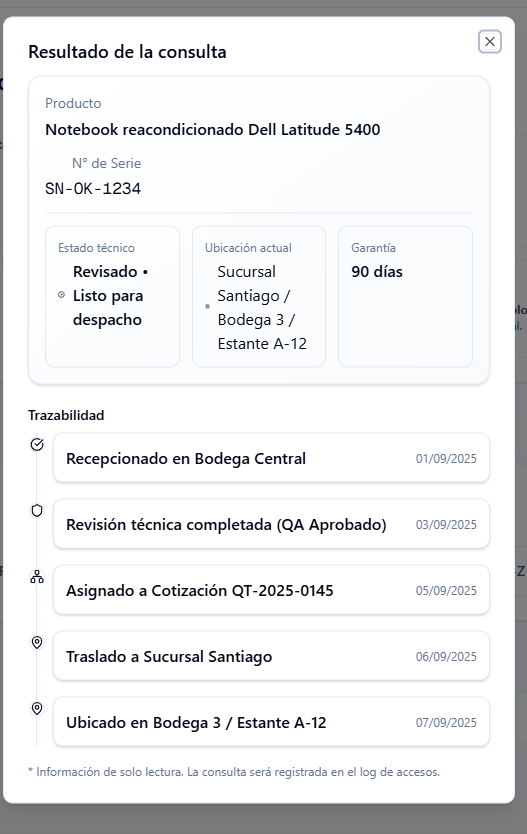 Resultado de la consulta
Producto
Notebook reacondicionado Dell Latitude 5400
N° de Serie
SN-OK-1234
Estado técnico
Revisado •
Listo para
despacho
Ubicación actual
Sucursal
Santiago /
Bodega 3 /
Estante A-12
Garantía
90 días
Trazabilidad
Recepcionado en Bodega Central
01/09/2025
Revisión técnica completada (QA Aprobado)
03/09/2025
Asignado a Cotización QT-2025-0145
05/09/2025
Traslado a Sucursal Santiago
06/09/2025
Ubicado en Bodega 3 / Estante A-12
07/09/2025
* Información de solo lectura. La consulta será registrada en el log de accesos.